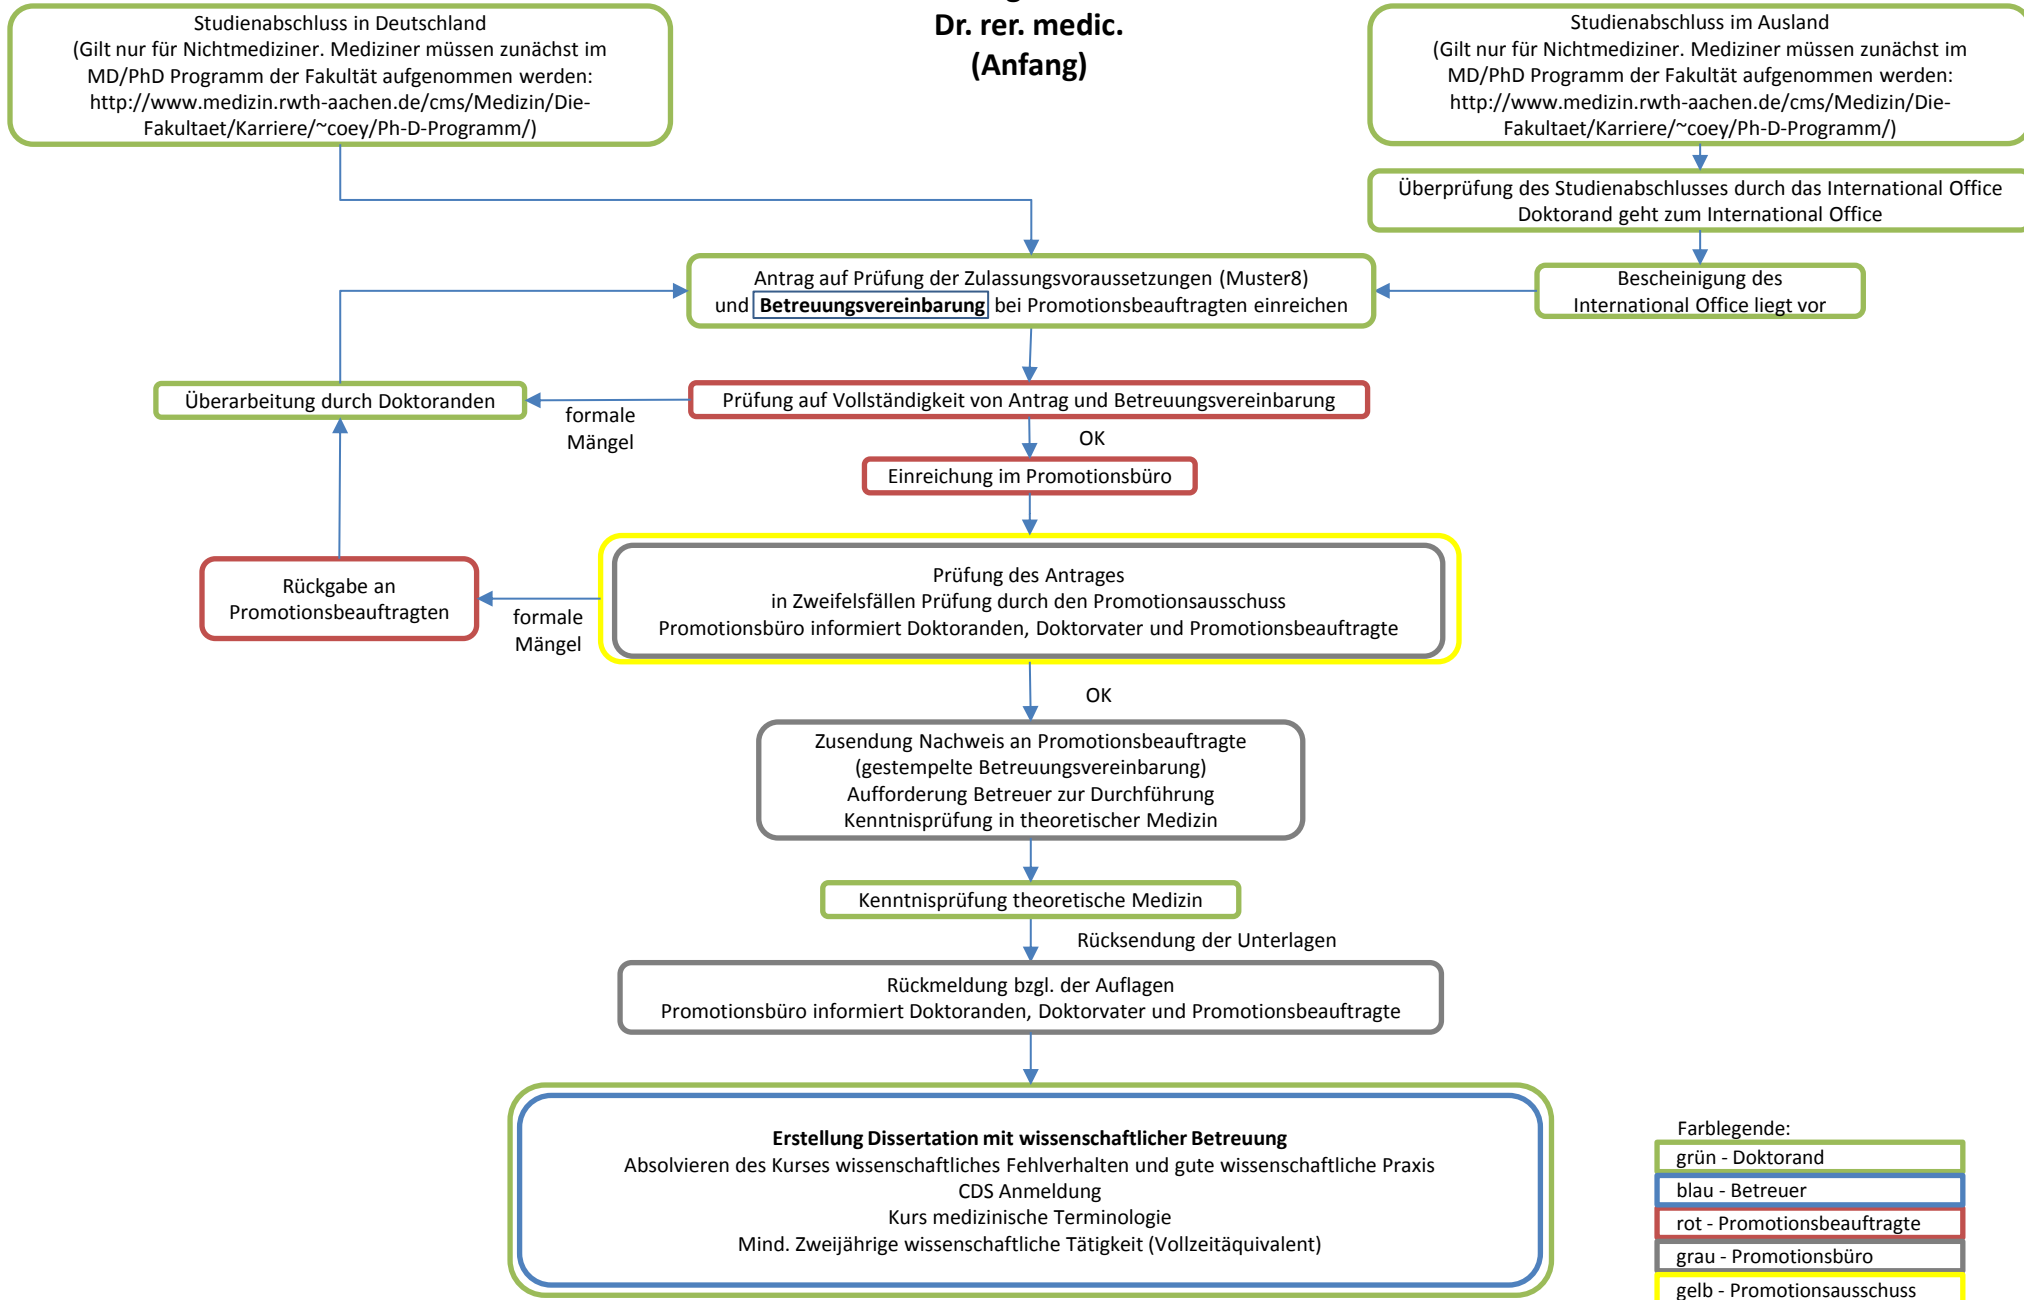 Dr. rer. medic.
(Anfang)
Studienabschluss in Deutschland
(Gilt nur für Nichtmediziner. Mediziner müssen zunächst im
MD/PhD Programm der Fakultät aufgenommen werden:
http://www.medizin.rwth-aachen.de/cms/Medizin/Die-
Fakultaet/Karriere/~coey/Ph-D-Programm/)
Studienabschluss im Ausland
(Gilt nur für Nichtmediziner. Mediziner müssen zunächst im
MD/PhD Programm der Fakultät aufgenommen werden:
http://www.medizin.rwth-aachen.de/cms/Medizin/Die-
Fakultaet/Karriere/~coey/Ph-D-Programm/)
Überprüfung des Studienabschlusses durch das International Office
Doktorand geht zum International Office
Antrag auf Prüfung der Zulassungsvoraussetzungen (Muster8)
und Betreuungsvereinbarung bei Promotionsbeauftragten einreichen
Bescheinigung des
International Office liegt vor
Überarbeitung durch Doktoranden
formale
Mängel
Prüfung auf Vollständigkeit von Antrag und Betreuungsvereinbarung
OK
Einreichung im Promotionsbüro
Rückgabe an
Promotionsbeauftragten
formale
Mängel
Prüfung des Antrages
in Zweifelsfällen Prüfung durch den Promotionsausschuss
Promotionsbüro informiert Doktoranden, Doktorvater und Promotionsbeauftragte
OK
Zusendung Nachweis an Promotionsbeauftragte
(gestempelte Betreuungsvereinbarung)
Aufforderung Betreuer zur Durchführung
Kenntnisprüfung in theoretischer Medizin
Kenntnisprüfung theoretische Medizin
Rücksendung der Unterlagen
Rückmeldung bzgl. der Auflagen
Promotionsbüro informiert Doktoranden, Doktorvater und Promotionsbeauftragte
Erstellung Dissertation mit wissenschaftlicher Betreuung
Absolvieren des Kurses wissenschaftliches Fehlverhalten und gute wissenschaftliche Praxis
CDS Anmeldung
Kurs medizinische Terminologie
Mind. Zweijährige wissenschaftliche Tätigkeit (Vollzeitäquivalent)
Farblegende:
grün - Doktorand
blau - Betreuer
rot - Promotionsbeauftragte
grau - Promotionsbüro
gelb - Promotionsausschuss